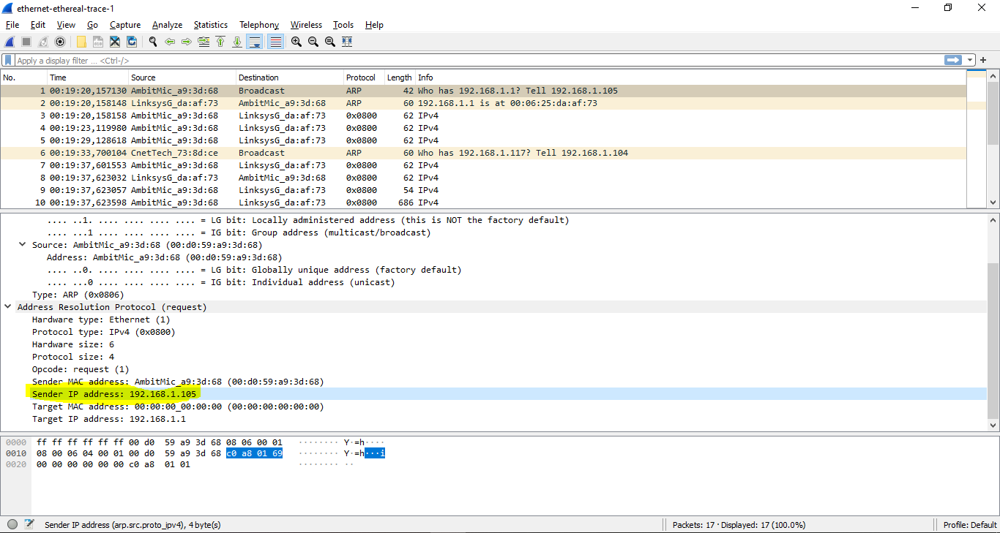 ethernet-ethereal-trace-1
File Edit View Go Capture Analyze Statistics Telephony Wireless Tools Help
Apply a display filter ... <Ctrl-/>
No. Time Source Destination Protocol Length Info
1 00:19:20,157130 AmbitMic_a9:3d:68 Broadcast ARP 42 Who has 192.168.1.1? Tell 192.168.1.105
2 00:19:20,158148 LinksysG_da:af:73 AmbitMic_a9:3d:68 ARP 60 192.168.1.1 is at 00:06:25:da:af:73
3 00:19:20,158158 AmbitMic_a9:3d:68 LinksysG_da:af:73 0x0800 62 IPv4
4 00:19:23,119980 AmbitMic_a9:3d:68 LinksysG_da:af:73 0x0800 62 IPv4
5 00:19:29,128618 AmbitMic_a9:3d:68 LinksysG_da:af:73 0x0800 62 IPv4
6 00:19:33,700104 CnetTech_73:8d:ce Broadcast ARP 60 Who has 192.168.1.117? Tell 192.168.1.104
7 00:19:37,601553 AmbitMic_a9:3d:68 LinksysG_da:af:73 0x0800 62 IPv4
8 00:19:37,623032 LinksysG_da:af:73 AmbitMic_a9:3d:68 0x0800 62 IPv4
9 00:19:37,623057 AmbitMic_a9:3d:68 LinksysG_da:af:73 0x0800 54 IPv4
10 00:19:37,623598 AmbitMic_a9:3d:68 LinksysG_da:af:73 0x0800 686 IPv4
.... ..1. .... .... .... .... = LG bit: Locally administered address (this is NOT the factory default)
.... ...1 .... .... .... .... = IG bit: Group address (multicast/broadcast)
Source: AmbitMic_a9:3d:68 (00:d0:59:a9:3d:68)
Address: AmbitMic_a9:3d:68 (00:d0:59:a9:3d:68)
.... ..0. .... .... .... .... = LG bit: Globally unique address (factory default)
.... ...0 .... .... .... .... = IG bit: Individual address (unicast)
Type: ARP (0x0806)
Address Resolution Protocol (request)
Hardware type: Ethernet (1)
Protocol type: IPv4 (0x0800)
Hardware size: 6
Protocol size: 4
Opcode: request (1)
Sender MAC address: AmbitMic_a9:3d:68 (00:d0:59:a9:3d:68)
Sender IP address: 192.168.1.105
Target MAC address: 00:00:00_00:00:00 (00:00:00:00:00:00)
Target IP address: 192.168.1.1
0000 ff ff ff ff ff ff 00 d0 59 a9 3d 68 08 06 00 01 ········ Y·=h····
0010 08 00 06 04 00 01 00 d0 59 a9 3d 68 c0 a8 01 69 ········ Y·=h···i
0020 00 00 00 00 00 00 c0 a8 01 01 ········ ··
Sender IP address (arp.src.proto_ipv4), 4 byte(s) Packets: 17 · Displayed: 17 (100.0%) Profile: Default